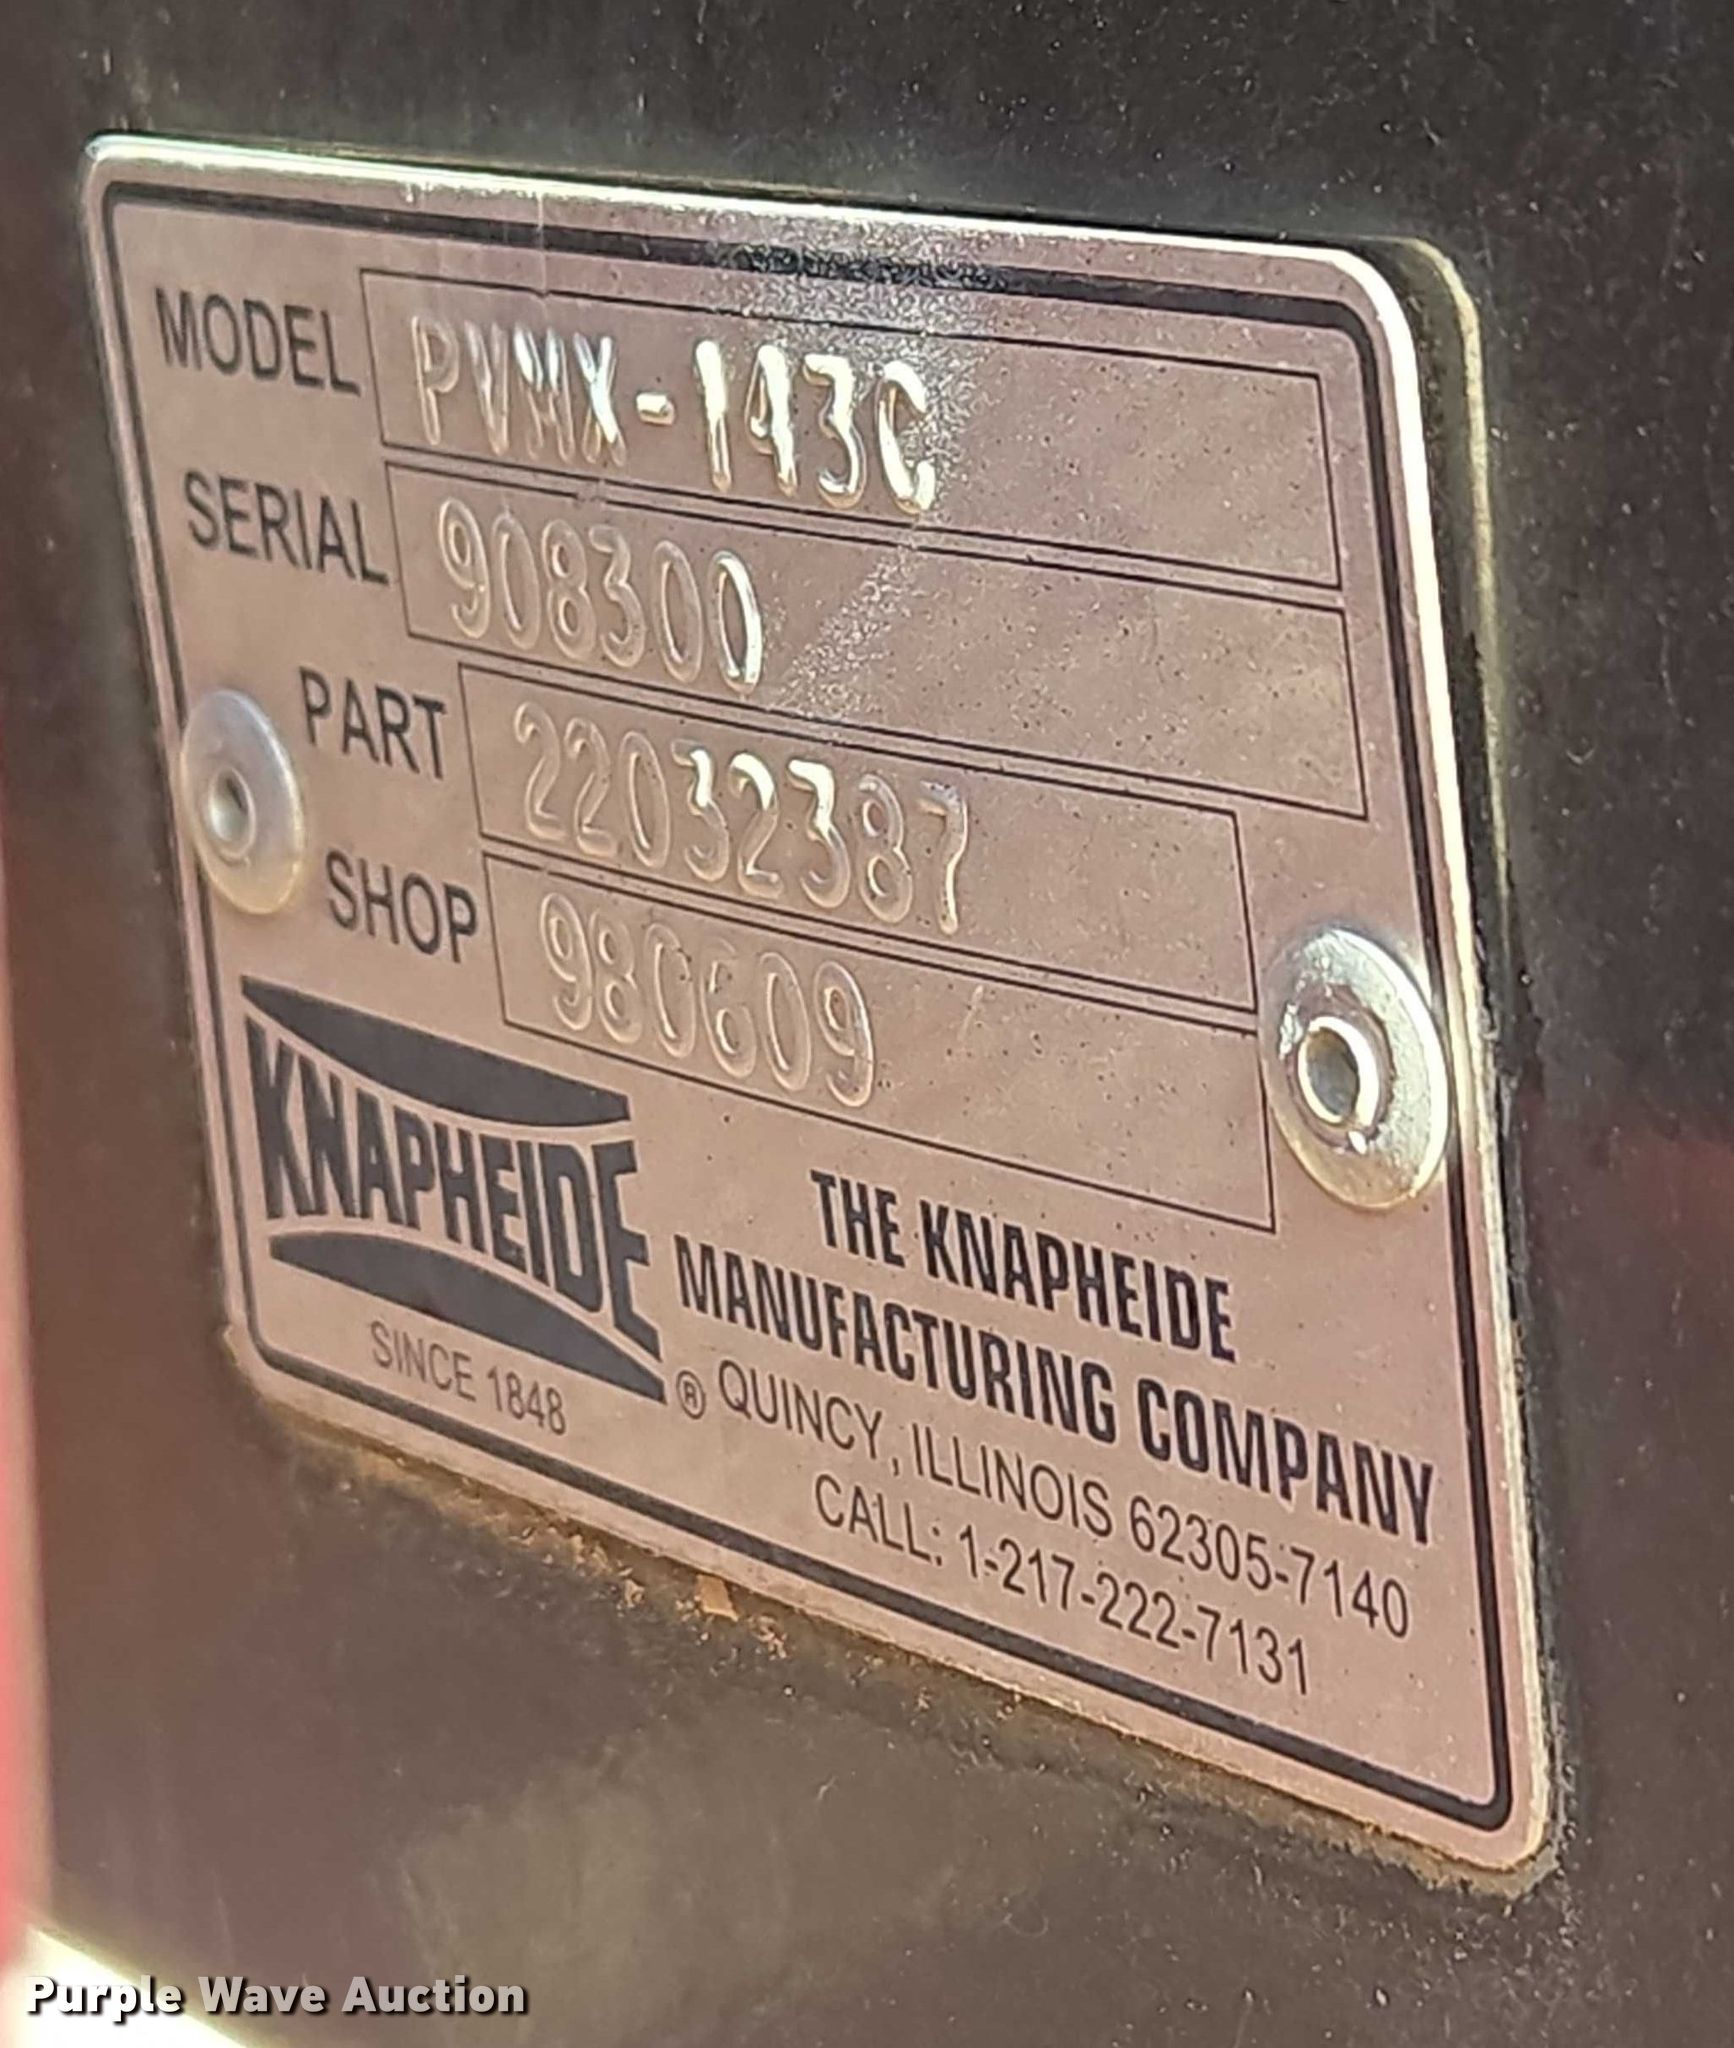 MODEL PVMX-143C
SERIAL 908300
PART 22032387
SHOP 980609
KNAPHEIDE
SINCE 1848
®
THE KNAPHEIDE
MANUFACTURING COMPANY
QUINCY, ILLINOIS 62305-7140
CALL: 1-217-222-7131
Purple Wave Auction